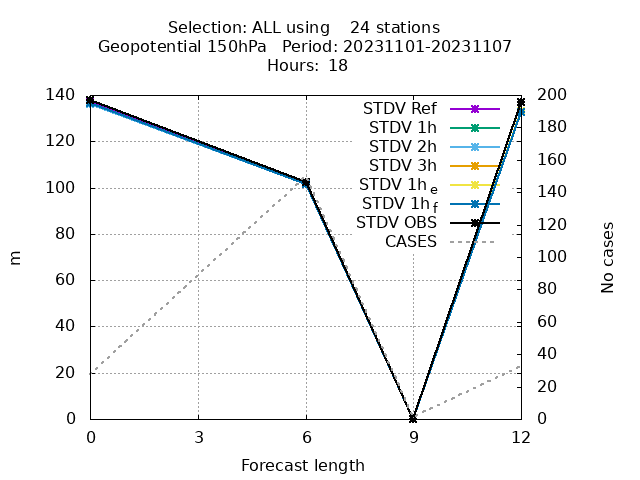 Selection: ALL using    24 stations
Geopotential 150hPa   Period: 20231101-20231107
Hours:  18
140
120
100
80
60
40
20
0
m
200
180
160
140
120
100
80
60
40
20
0
No cases
STDV Ref
STDV 1h
STDV 2h
STDV 3h
STDV 1h e
STDV 1h f
STDV OBS
CASES
0 3 6 9 12
Forecast length